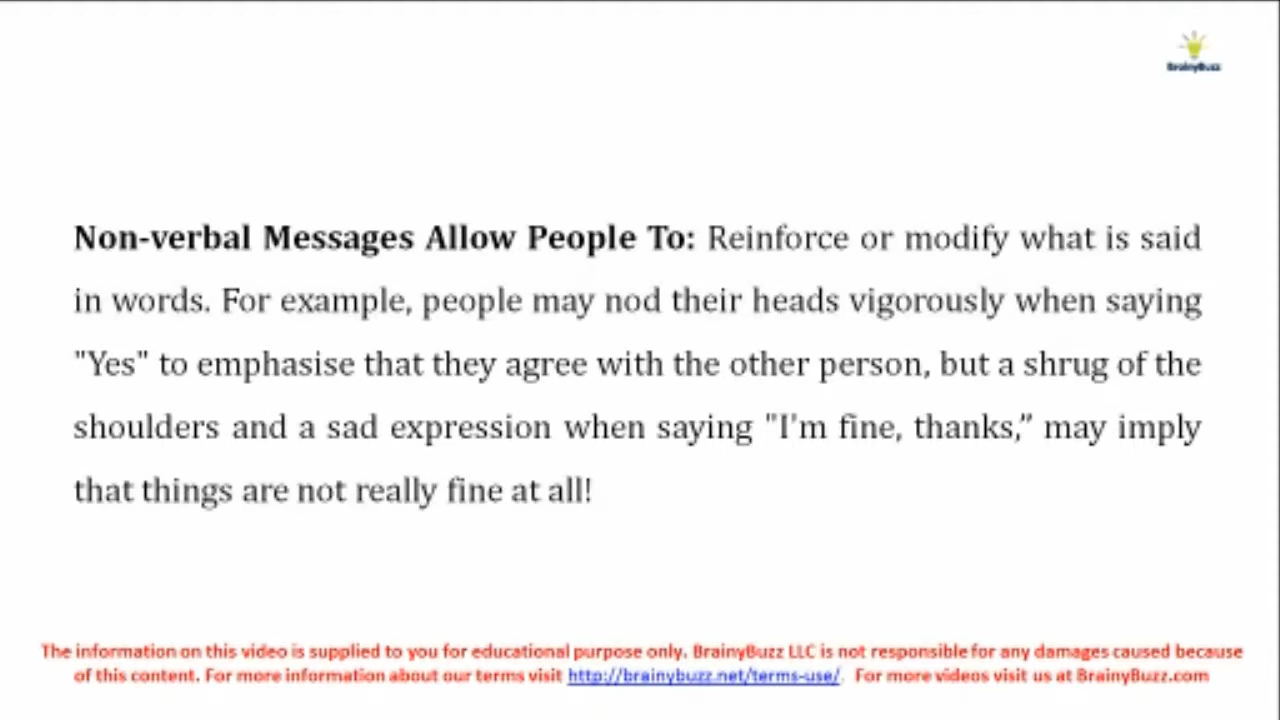 BrainyBuzz
Non-verbal Messages Allow People To: Reinforce or modify what is said
in words. For example, people may nod their heads vigorously when saying
"Yes" to emphasise that they agree with the other person, but a shrug of the
shoulders and a sad expression when saying "I'm fine, thanks,” may imply
that things are not really fine at all!
The information on this video is supplied to you for educational purpose only. BrainyBuzz LLC is not responsible for any damages caused because
of this content. For more information about our terms visit http://brainybuzz.net/terms-use/. For more videos visit us at BrainyBuzz.com